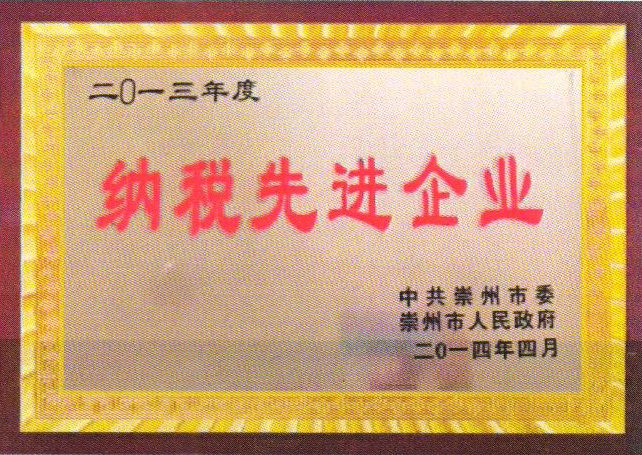 二〇一三年度
纳税先进企业
中共崇州市委
崇州市人民政府
二〇一四年四月